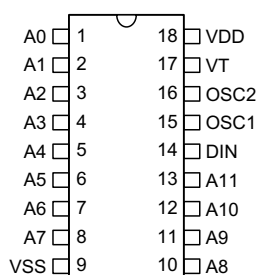 A0 1 18 VDD
A1 2 17 VT
A2 3 16 OSC2
A3 4 15 OSC1
A4 5 14 DIN
A5 6 13 A11
A6 7 12 A10
A7 8 11 A9
VSS 9 10 A8